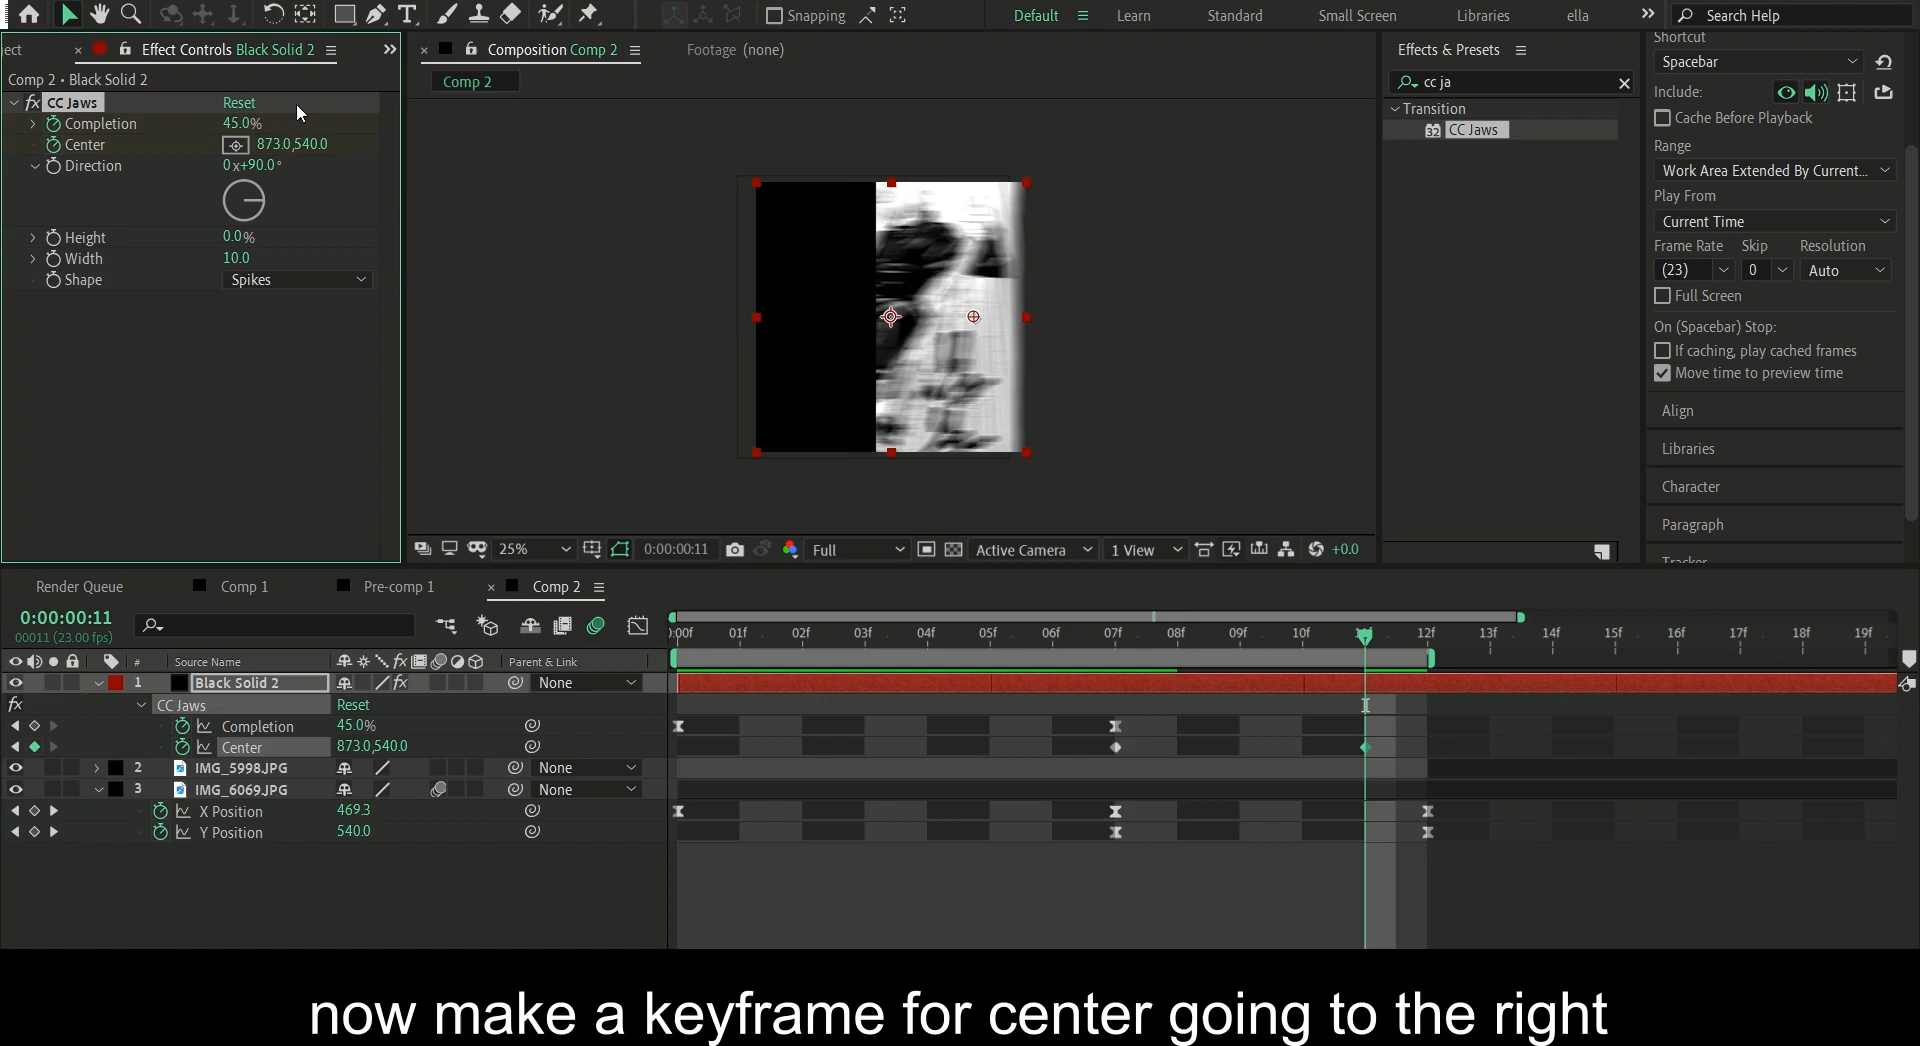 Snapping
Default
Learn
Standard
Small Screen
Libraries
ella
Search Help
ect
Effect Controls Black Solid 2
Composition Comp 2
Footage (none)
Effects & Presets
Shortcut
Comp 2 • Black Solid 2
Comp 2
cc ja
Spacebar
fx CC Jaws Reset
Transition
Include:
Completion 45.0%
32 CC Jaws
Cache Before Playback
Center 873.0,540.0
Range
Direction 0x+90.0°
Work Area Extended By Current...
Play From
Current Time
Height 0.0%
Frame Rate Skip Resolution
Width 10.0
(23) 0 Auto
Shape Spikes
Full Screen
On (Spacebar) Stop:
If caching, play cached frames
Move time to preview time
Align
Libraries
Character
Paragraph
Tracker
25% 0:00:00:11 Full Active Camera 1 View +0.0
Render Queue Comp 1 Pre-comp 1 Comp 2
0:00:00:11
00011 (23.00 fps)
):00f 01f 02f 03f 04f 05f 06f 07f 08f 09f 10f 11f 12f 13f 14f 15f 16f 17f 18f 19f
# Source Name fx Parent & Link
1 Black Solid 2 fx None
fx CC Jaws Reset
Completion 45.0%
Center 873.0,540.0
2 IMG_5998.JPG None
3 IMG_6069.JPG None
X Position 469.3
Y Position 540.0
now make a keyframe for center going to the right